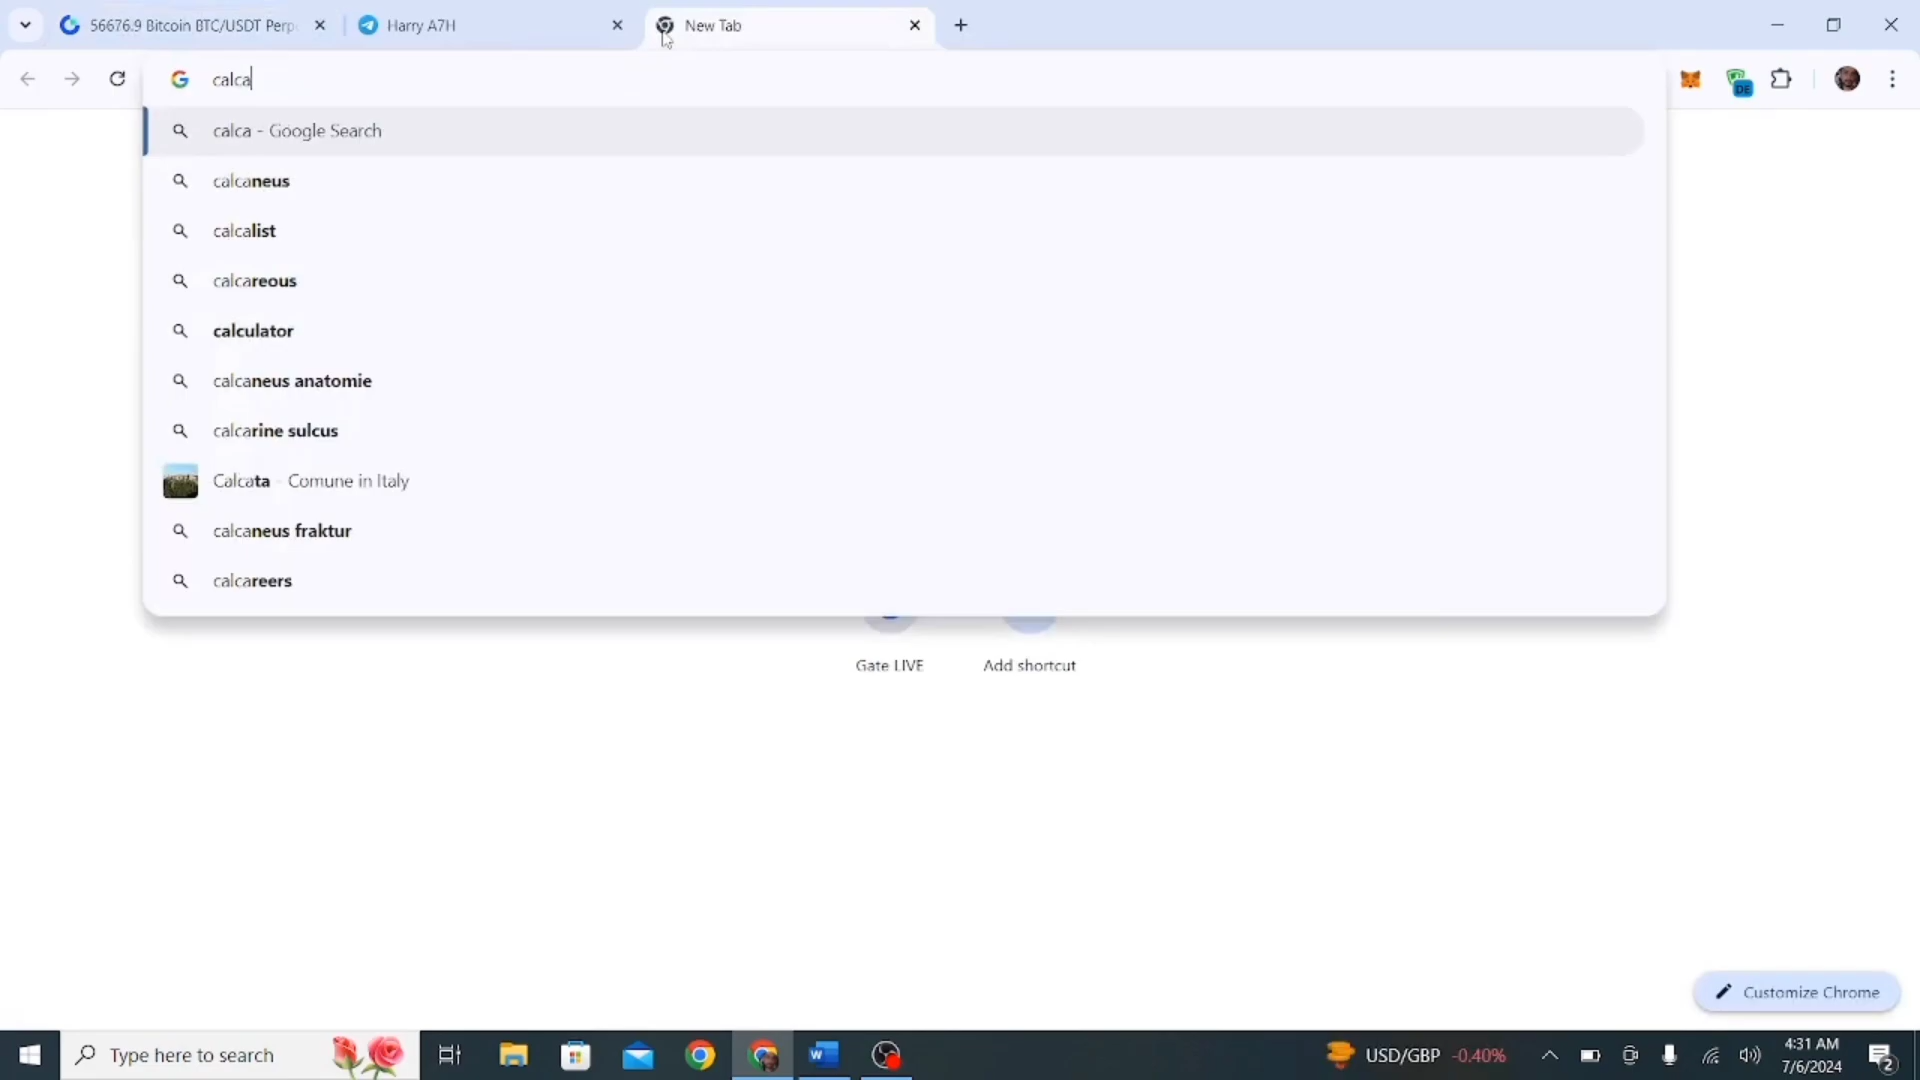 56676.9 Bitcoin BTC/USDT Perp
Harry A7H
New Tab
calca
DE
calca - Google Search
calcaneus
calcalist
calcareous
calculator
calcaneus anatomie
calcarine sulcus
Calcata - Comune in Italy
calcaneus fraktur
calcareers
Gate LIVE
Add shortcut
Customize Chrome
Type here to search
USD/GBP -0.40%
4:31 AM
7/6/2024
2